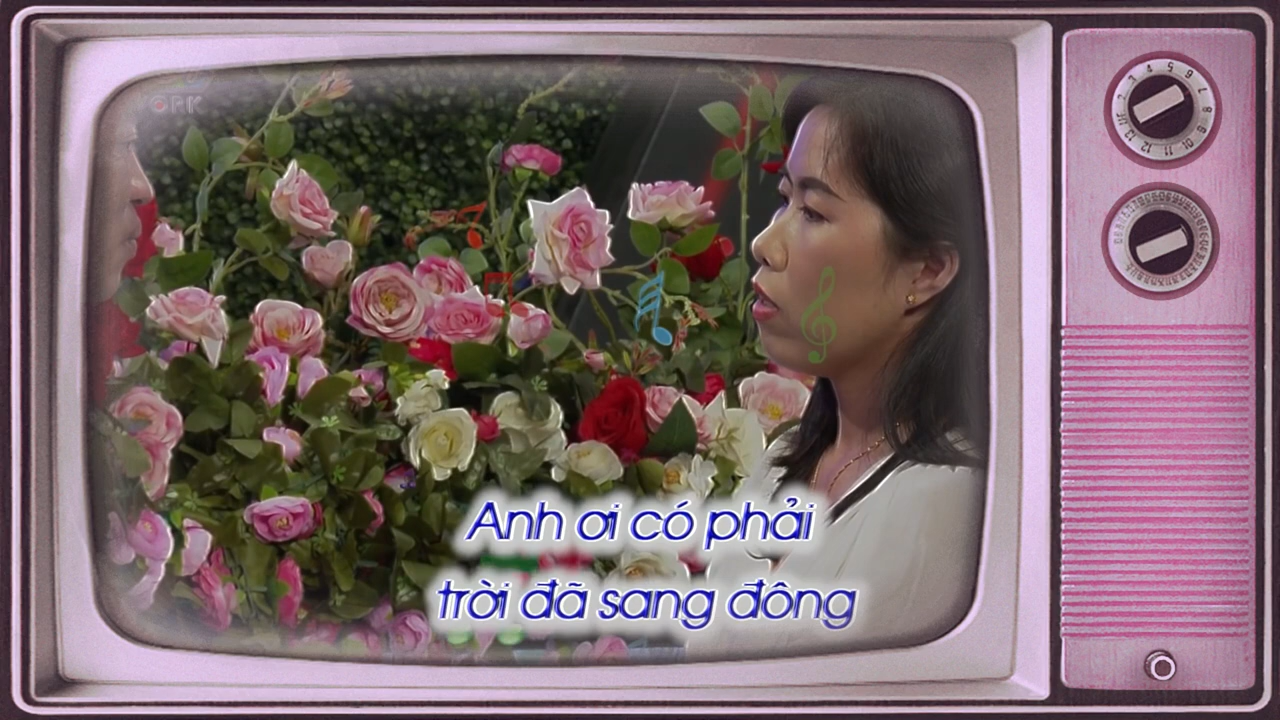 Anh ơi có phải
trời đã sang đông